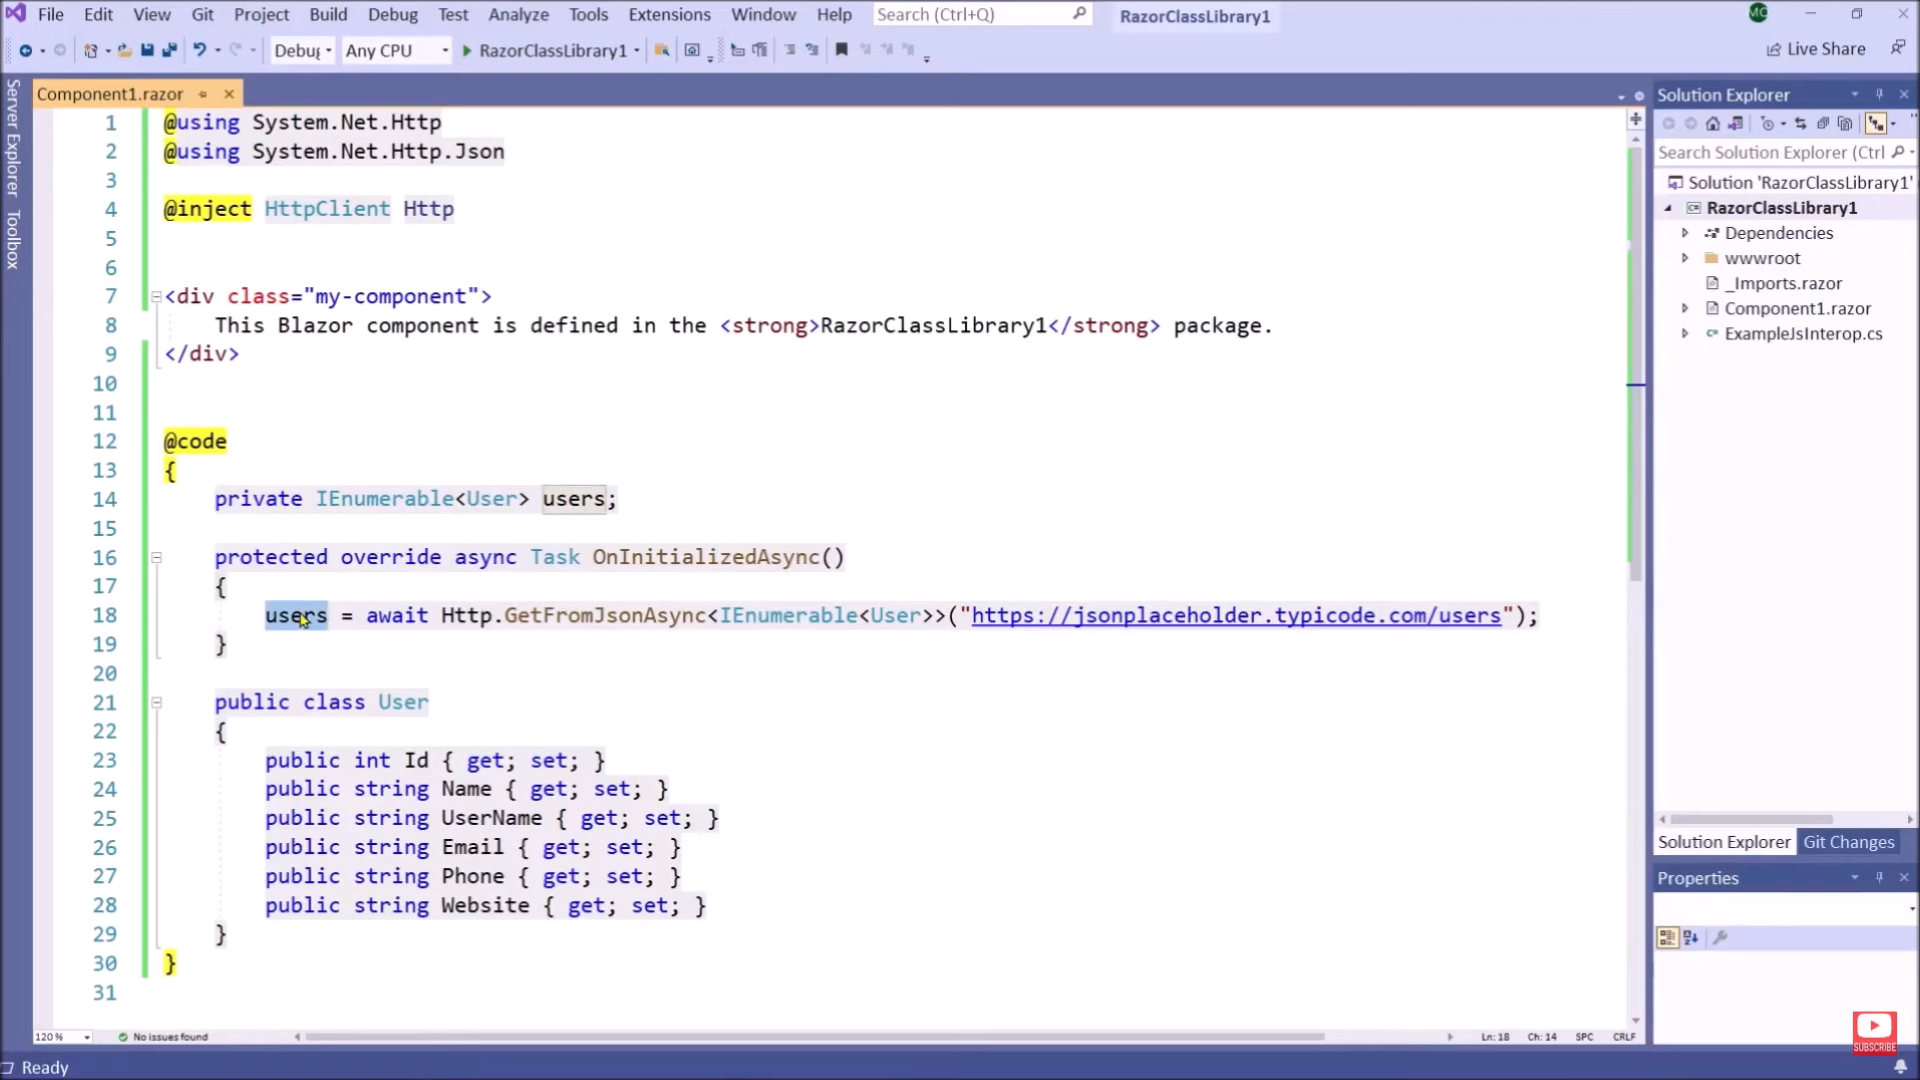 File Edit View Git Project Build Debug Test Analyze Tools Extensions Window Help Search (Ctrl+Q) RazorClassLibrary1 MC
Debug Any CPU RazorClassLibrary1 Live Share
Server Explorer
Toolbox
Component1.razor
1 @using System.Net.Http
2 @using System.Net.Http.Json
3
4 @inject HttpClient Http
5
6
7 <div class="my-component">
8 This Blazor component is defined in the <strong>RazorClassLibrary1</strong> package.
9 </div>
10
11
12 @code
13 {
14 private IEnumerable<User> users;
15
16 protected override async Task OnInitializedAsync()
17 {
18 users = await Http.GetFromJsonAsync<IEnumerable<User>>("https://jsonplaceholder.typicode.com/users");
19 }
20
21 public class User
22 {
23 public int Id { get; set; }
24 public string Name { get; set; }
25 public string UserName { get; set; }
26 public string Email { get; set; }
27 public string Phone { get; set; }
28 public string Website { get; set; }
29 }
30 }
31
120 % No issues found Ln: 18 Ch: 14 SPC CRLF
Ready
Solution Explorer
Search Solution Explorer (Ctrl
Solution 'RazorClassLibrary1'
RazorClassLibrary1
Dependencies
wwwroot
_Imports.razor
Component1.razor
ExampleJsInterop.cs
Solution Explorer Git Changes
Properties
SUBSCRIBE